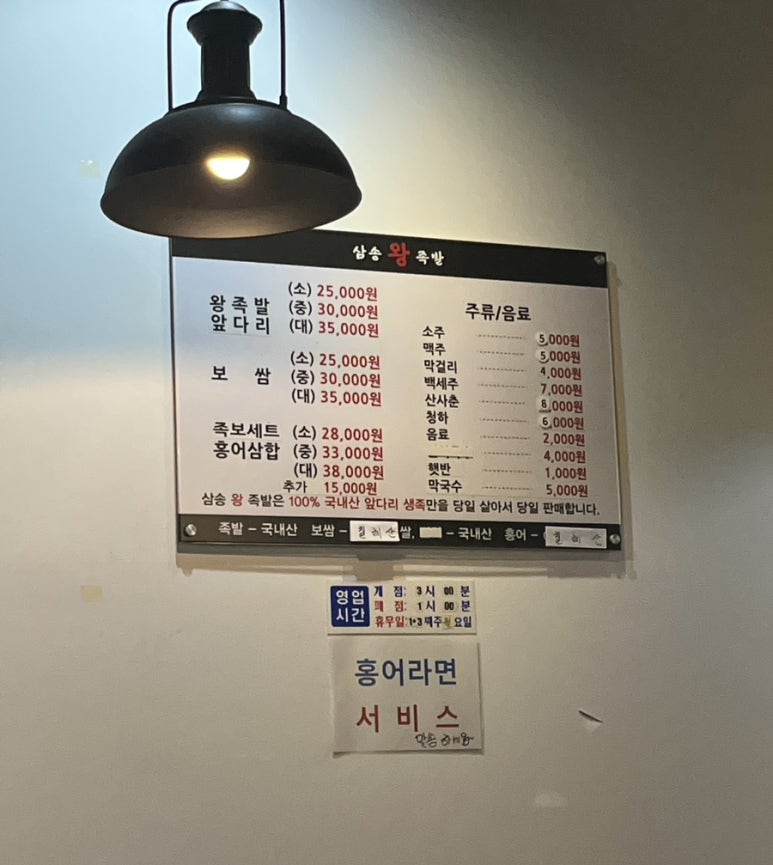 삼송 왕 족발
왕족발 앞다리
(소) 25,000원
(중) 30,000원
(대) 35,000원
보 쌈
(소) 25,000원
(중) 30,000원
(대) 35,000원
족보세트 홍어삼합
(소) 28,000원
(중) 33,000원
(대) 38,000원
추가 15,000원
주류/음료
소주 5,000원
맥주 5,000원
막걸리 4,000원
백세주 7,000원
산사춘 8,000원
청하 6,000원
음료 2,000원
4,000원
햇반 1,000원
막국수 5,000원
삼송 왕 족발은 100% 국내산 앞다리 생족만을 당일 삶아서 당일 판매합니다.
족발 - 국내산 보쌈 - 쌀, - 국내산 홍어 -
영업시간
개 점: 3시 00분
폐 점: 1시 00분
휴무일: 1+3째주 요일
홍어라면
서비스